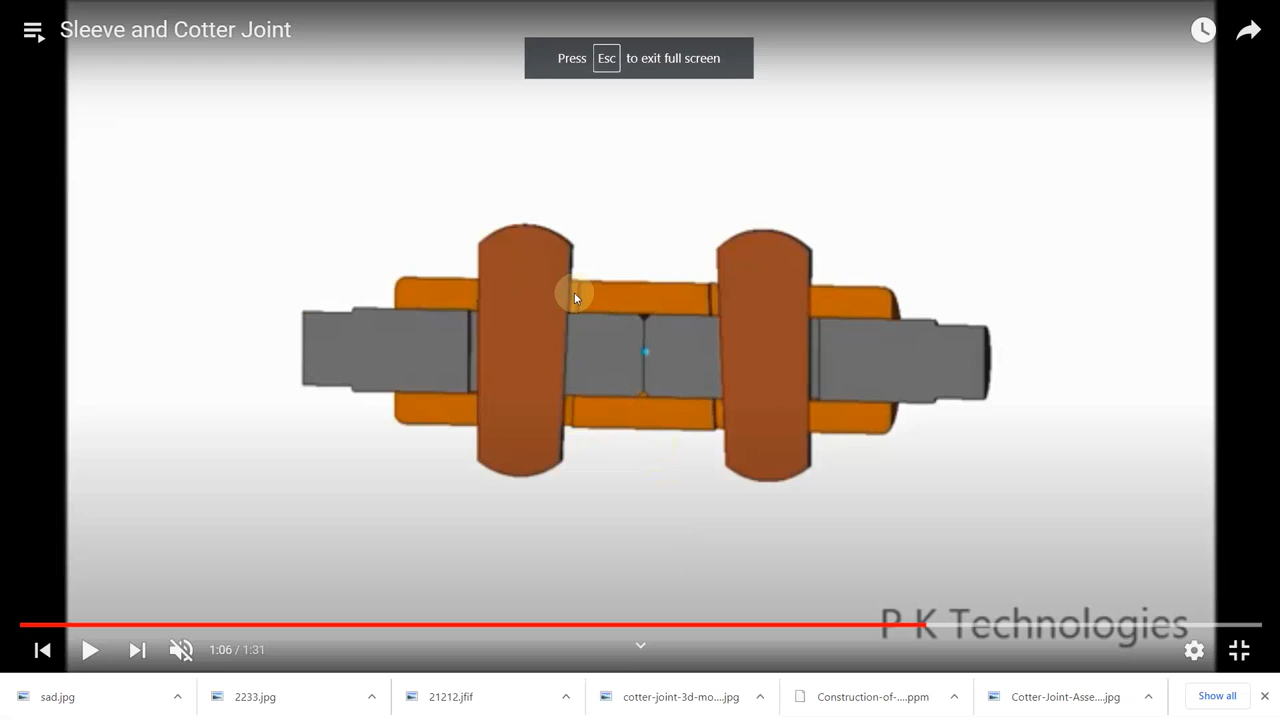 Sleeve and Cotter Joint
Press Esc to exit full screen
P K Technologies
1:06 / 1:31
sad.jpg
2233.jpg
21212.jfif
cotter-joint-3d-mo....jpg
Construction-of-....ppm
Cotter-Joint-Asse....jpg
Show all